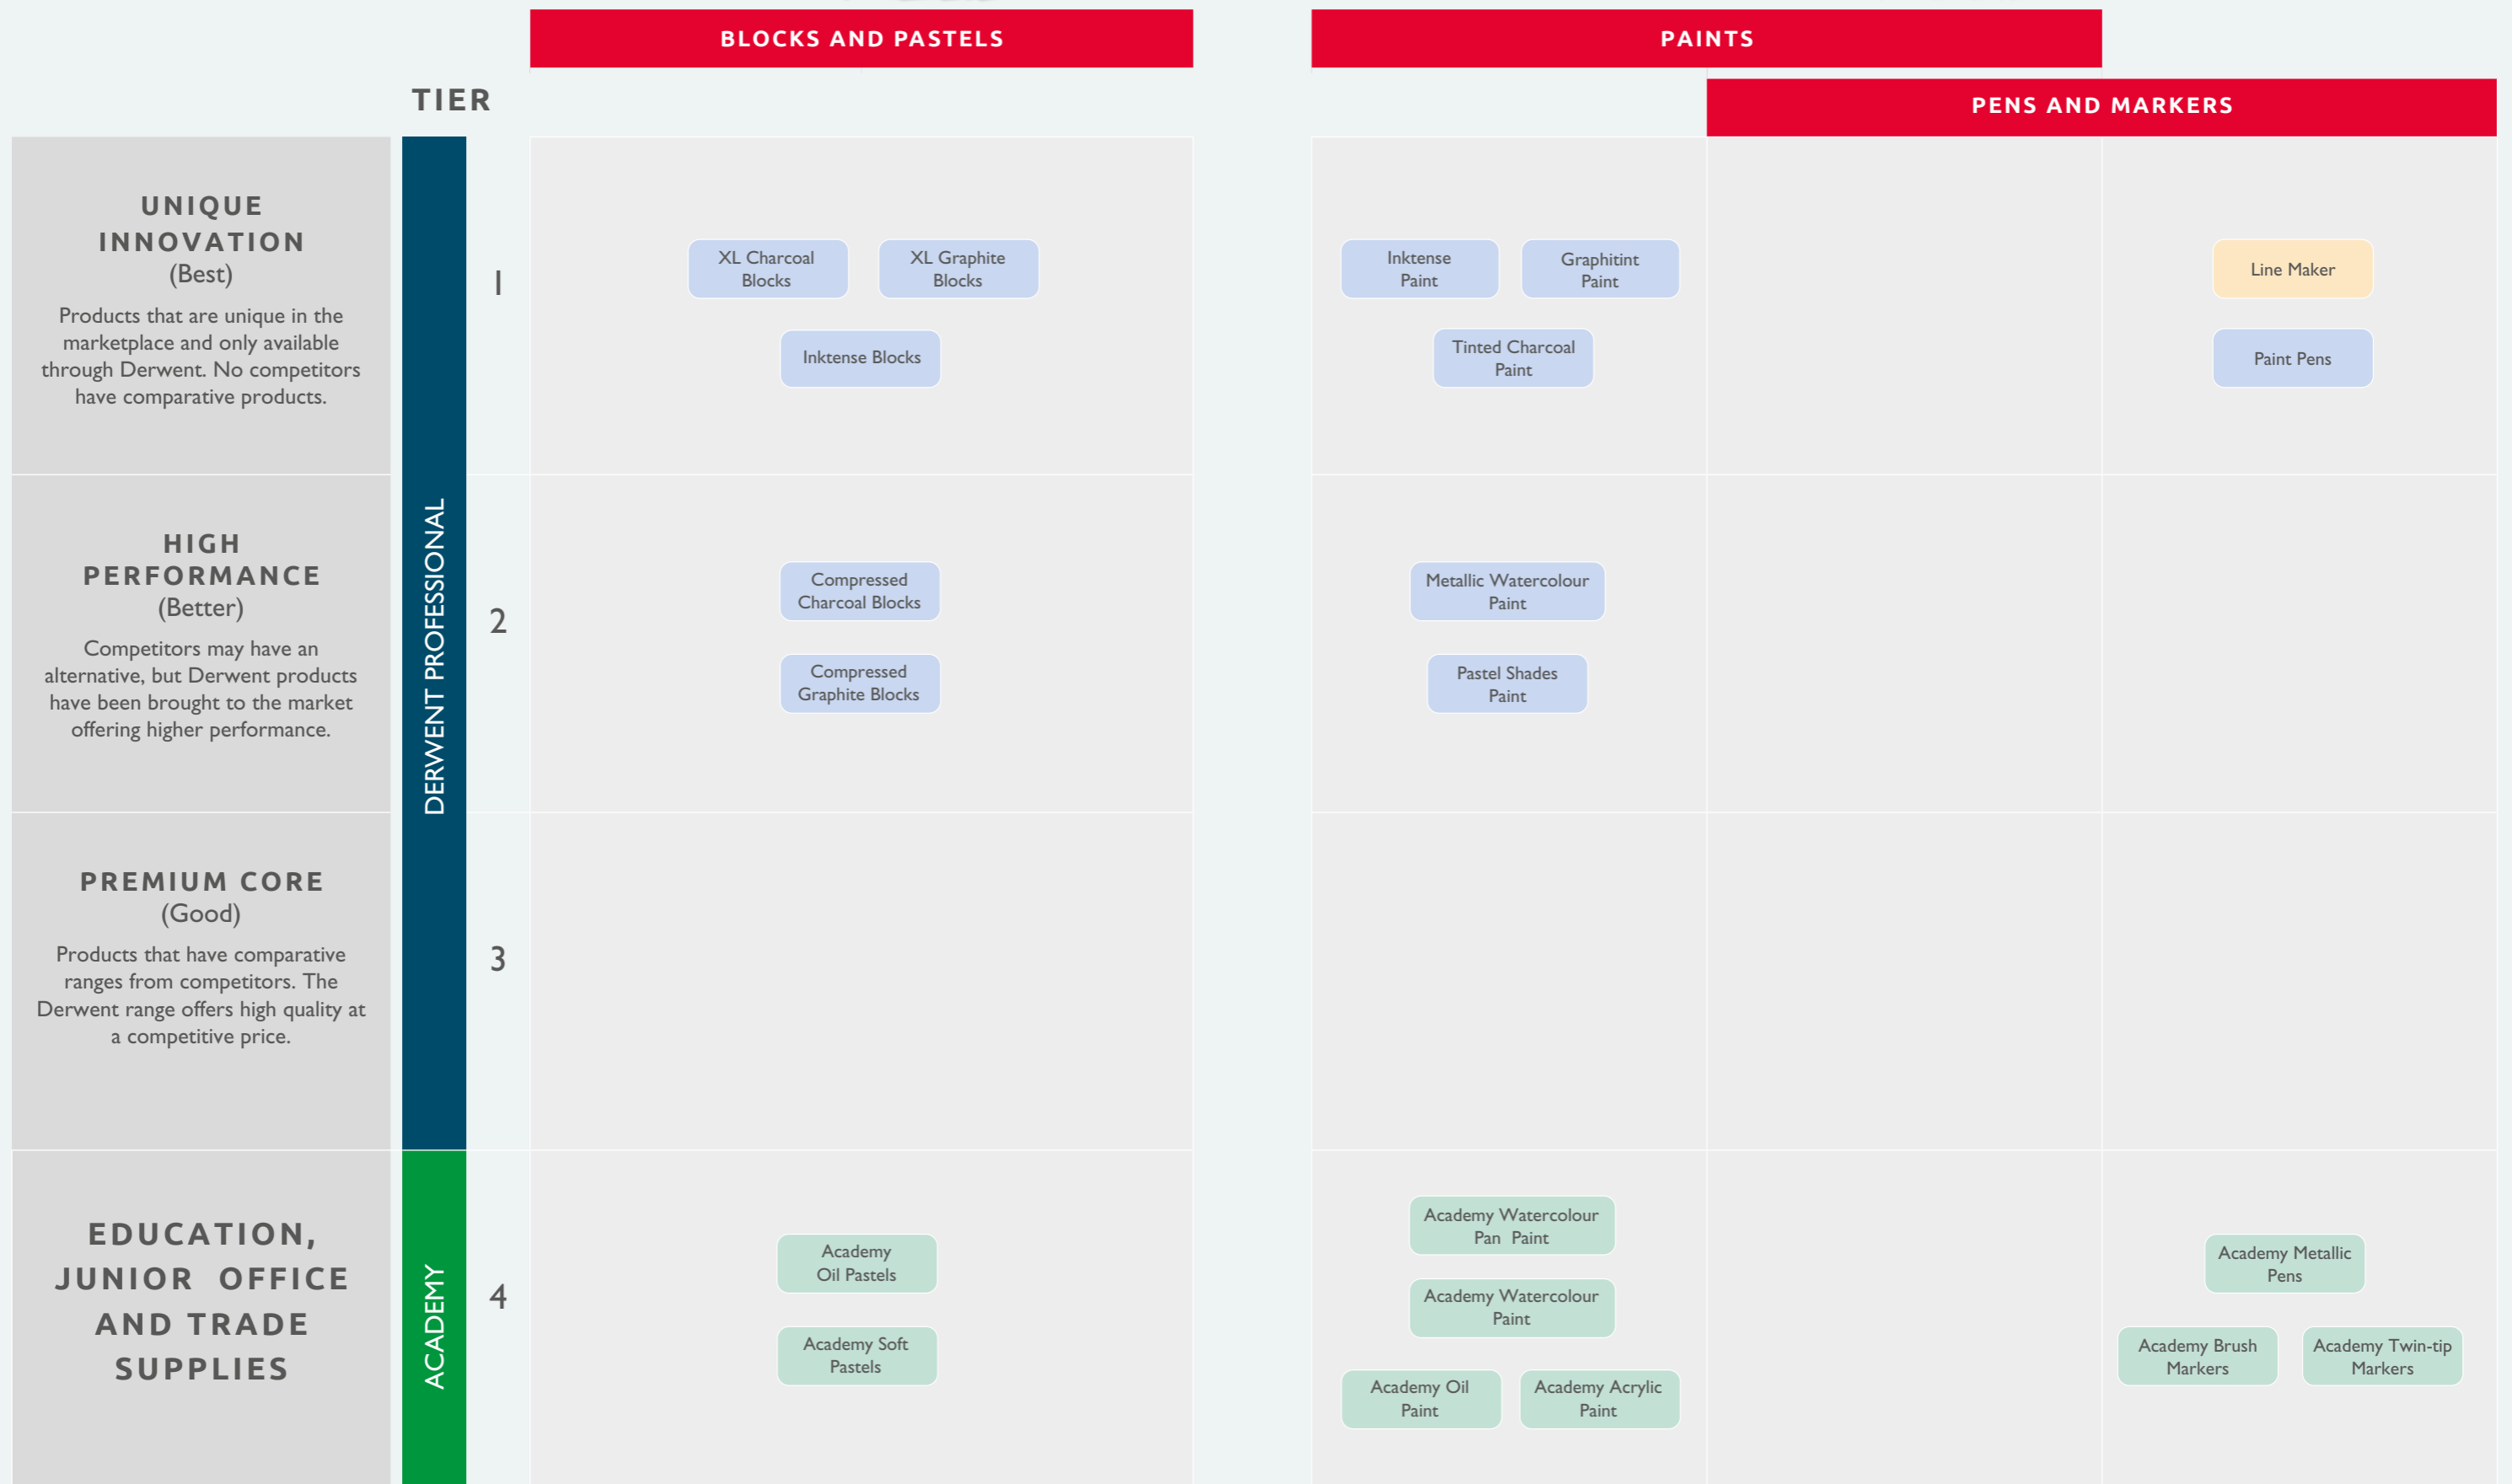 BLOCKS AND PASTELS
PAINTS
TIER
PENS AND MARKERS
UNIQUE
INNOVATION
(Best)
Products that are unique in the
marketplace and only available
through Derwent. No competitors
have comparative products.
DERWENT PROFESSIONAL
1
XL Charcoal
Blocks
XL Graphite
Blocks
Inktense Blocks
Inktense
Paint
Graphitint
Paint
Tinted Charcoal
Paint
Line Maker
Paint Pens
HIGH
PERFORMANCE
(Better)
Competitors may have an
alternative, but Derwent products
have been brought to the market
offering higher performance.
2
Compressed
Charcoal Blocks
Compressed
Graphite Blocks
Metallic Watercolour
Paint
Pastel Shades
Paint
PREMIUM CORE
(Good)
Products that have comparative
ranges from competitors. The
Derwent range offers high quality at
a competitive price.
3
EDUCATION,
JUNIOR OFFICE
AND TRADE
SUPPLIES
ACADEMY
4
Academy
Oil Pastels
Academy Soft
Pastels
Academy Watercolour
Pan Paint
Academy Watercolour
Paint
Academy Oil
Paint
Academy Acrylic
Paint
Academy Metallic
Pens
Academy Brush
Markers
Academy Twin-tip
Markers